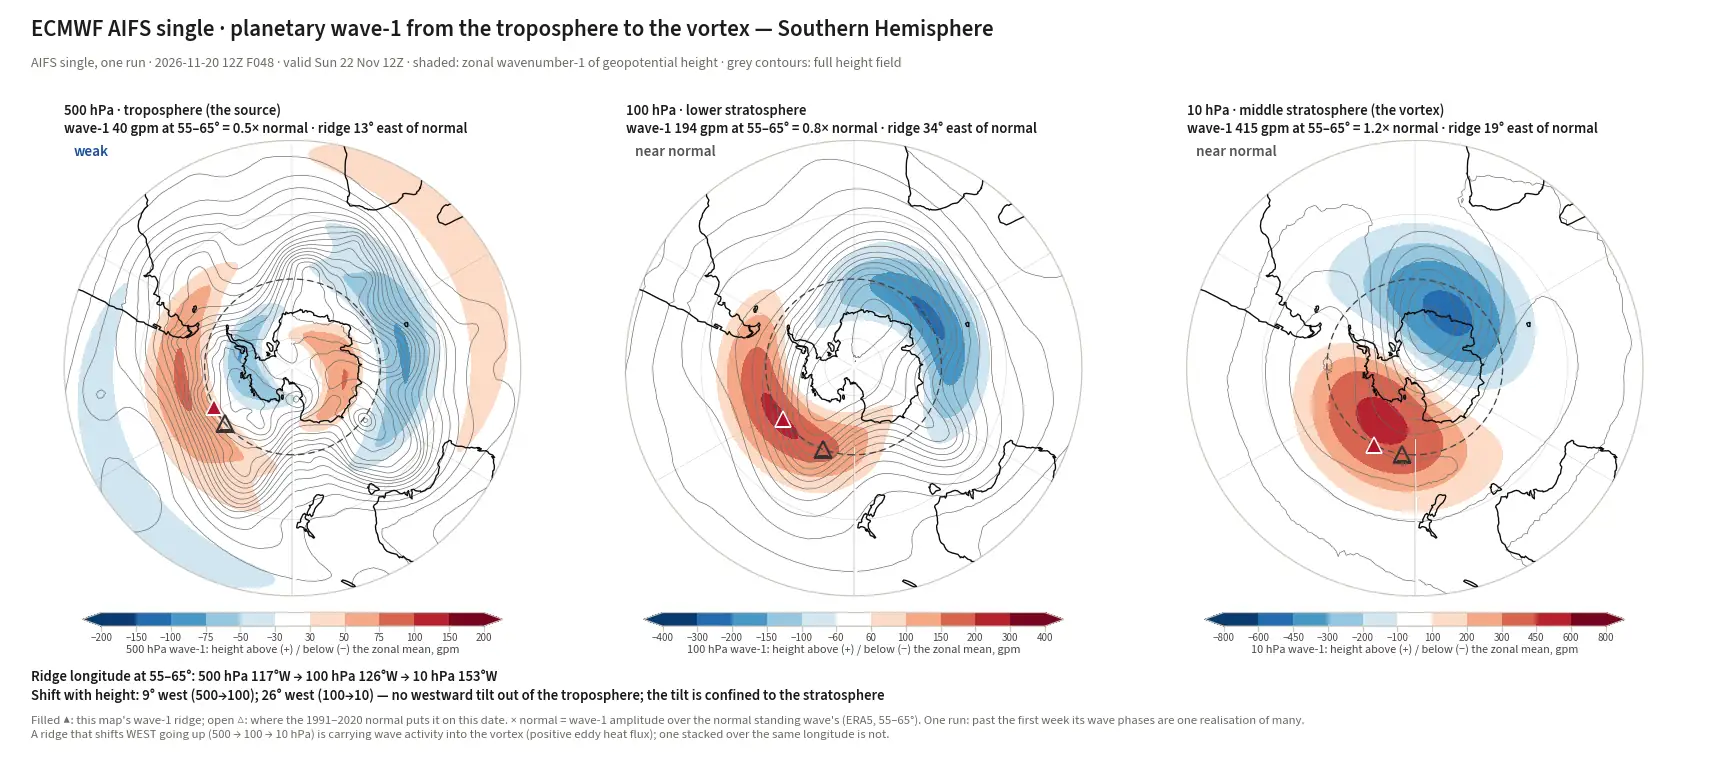 ECMWF AIFS single · planetary wave-1 from the troposphere to the vortex — Southern Hemisphere
AIFS single, one run · 2026-11-20 12Z F048 · valid Sun 22 Nov 12Z · shaded: zonal wavenumber-1 of geopotential height · grey contours: full height field
500 hPa · troposphere (the source)
wave-1 40 gpm at 55–65° = 0.5× normal · ridge 13° east of normal
weak
100 hPa · lower stratosphere
wave-1 194 gpm at 55–65° = 0.8× normal · ridge 34° east of normal
near normal
10 hPa · middle stratosphere (the vortex)
wave-1 415 gpm at 55–65° = 1.2× normal · ridge 19° east of normal
near normal
−200 −150 −100 −75 −50 −30 30 50 75 100 150 200
500 hPa wave-1: height above (+) / below (−) the zonal mean, gpm
−400 −300 −200 −150 −100 −60 60 100 150 200 300 400
100 hPa wave-1: height above (+) / below (−) the zonal mean, gpm
−800 −600 −450 −300 −200 −100 100 200 300 450 600 800
10 hPa wave-1: height above (+) / below (−) the zonal mean, gpm
Ridge longitude at 55–65°: 500 hPa 117°W → 100 hPa 126°W → 10 hPa 153°W
Shift with height: 9° west (500→100); 26° west (100→10) — no westward tilt out of the troposphere; the tilt is confined to the stratosphere
Filled ▲: this map's wave-1 ridge; open △: where the 1991–2020 normal puts it on this date. × normal = wave-1 amplitude over the normal standing wave's (ERA5, 55–65°). One run: past the first week its wave phases are one realisation of many.
A ridge that shifts WEST going up (500 → 100 → 10 hPa) is carrying wave activity into the vortex (positive eddy heat flux); one stacked over the same longitude is not.